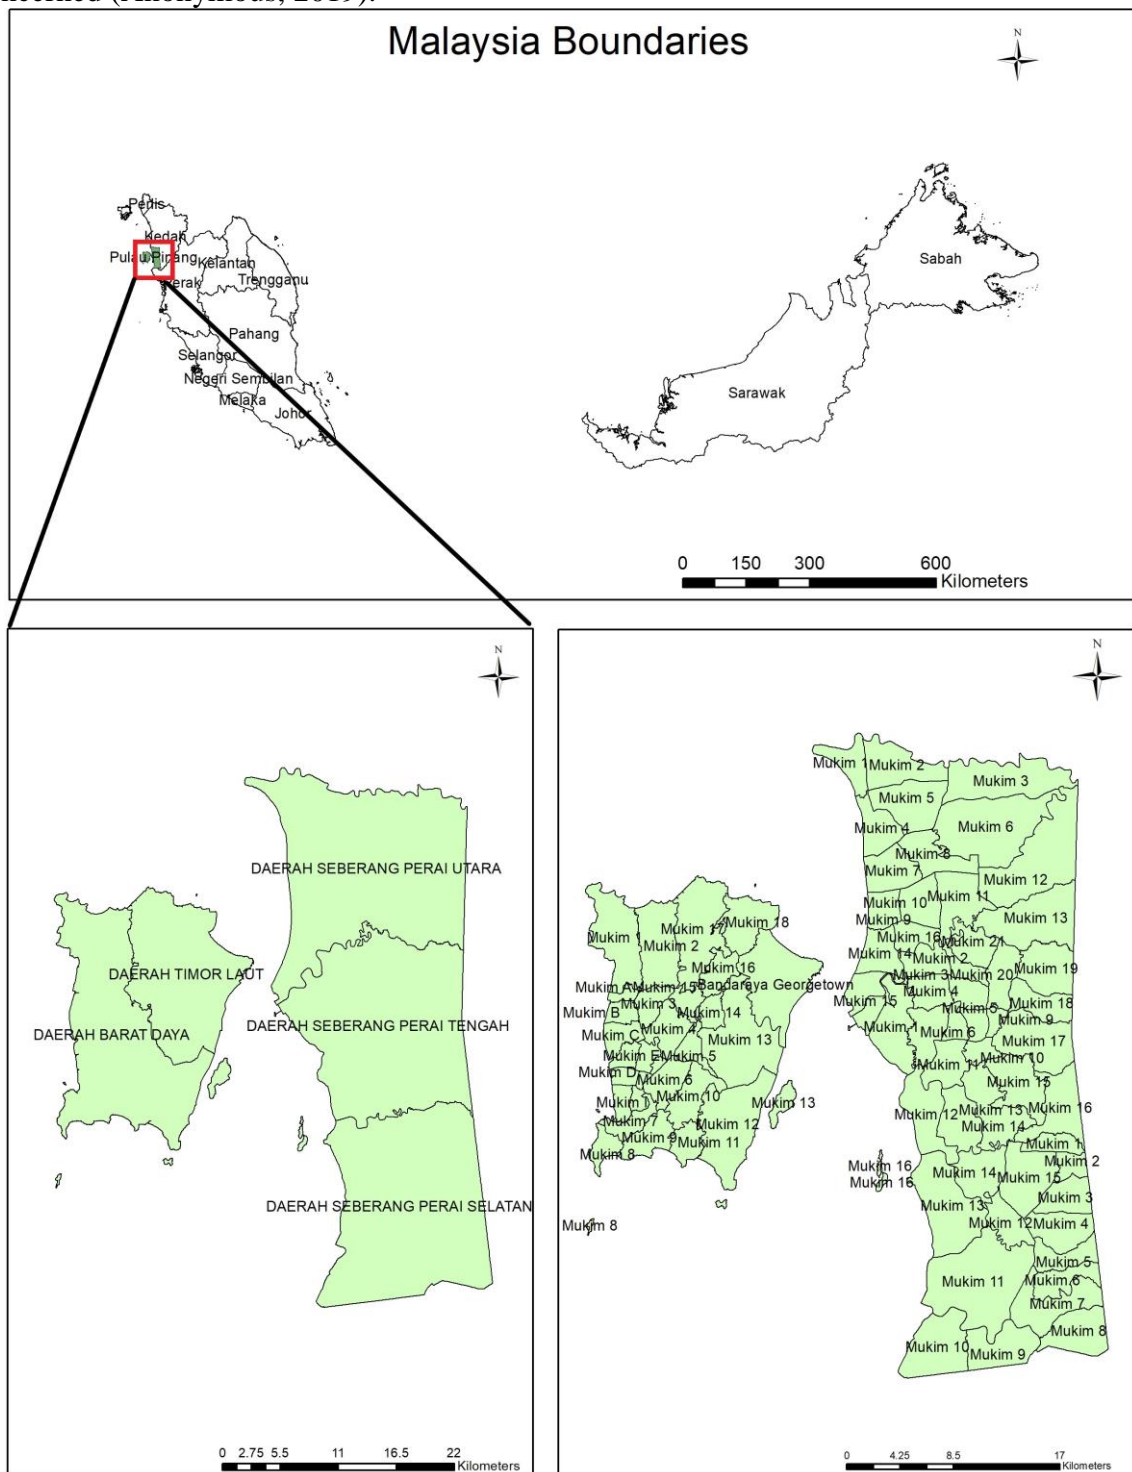 ncerned (Anonymous, 2019).
Malaysia Boundaries
N
Perlis
Kedah
Pulau Pinang
Perak
Kelantan
Trengganu
Pahang
Selangor
Negeri Sembilan
Melaka
Johor
Sabah
Sarawak
0 150 300 600
Kilometers
N
DAERAH SEBERANG PERAI UTARA
DAERAH TIMOR LAUT
DAERAH SEBERANG PERAI TENGAH
DAERAH BARAT DAYA
DAERAH SEBERANG PERAI SELATAN
0 2.75 5.5 11 16.5 22
Kilometers
N
Mukim 1
Mukim 2
Mukim 3
Mukim 5
Mukim 4
Mukim 6
Mukim 8
Mukim 7
Mukim 12
Mukim 10
Mukim 11
Mukim 9
Mukim 13
Mukim 16
Mukim 21
Mukim 14
Mukim 2
Mukim 3
Mukim 20
Mukim 19
Mukim 4
Mukim 15
Mukim 5
Mukim 18
Mukim 9
Mukim 1
Mukim 6
Mukim 17
Mukim 10
Mukim 11
Mukim 15
Mukim 12
Mukim 13
Mukim 16
Mukim 14
Mukim 1
Mukim 2
Mukim 14
Mukim 15
Mukim 3
Mukim 13
Mukim 12
Mukim 4
Mukim 5
Mukim 11
Mukim 6
Mukim 7
Mukim 8
Mukim 10
Mukim 9
Mukim 16
Mukim 16
Mukim 18
Mukim 17
Mukim 1
Mukim 2
Mukim 16
Bandaraya Georgetown
Mukim A
Mukim 15
Mukim 3
Mukim B
Mukim 14
Mukim C
Mukim 4
Mukim 13
Mukim E
Mukim 5
Mukim D
Mukim 6
Mukim 10
Mukim 13
Mukim 7
Mukim 12
Mukim 9
Mukim 11
Mukim 8
Mukim 8
0 4.25 8.5 17
Kilometers